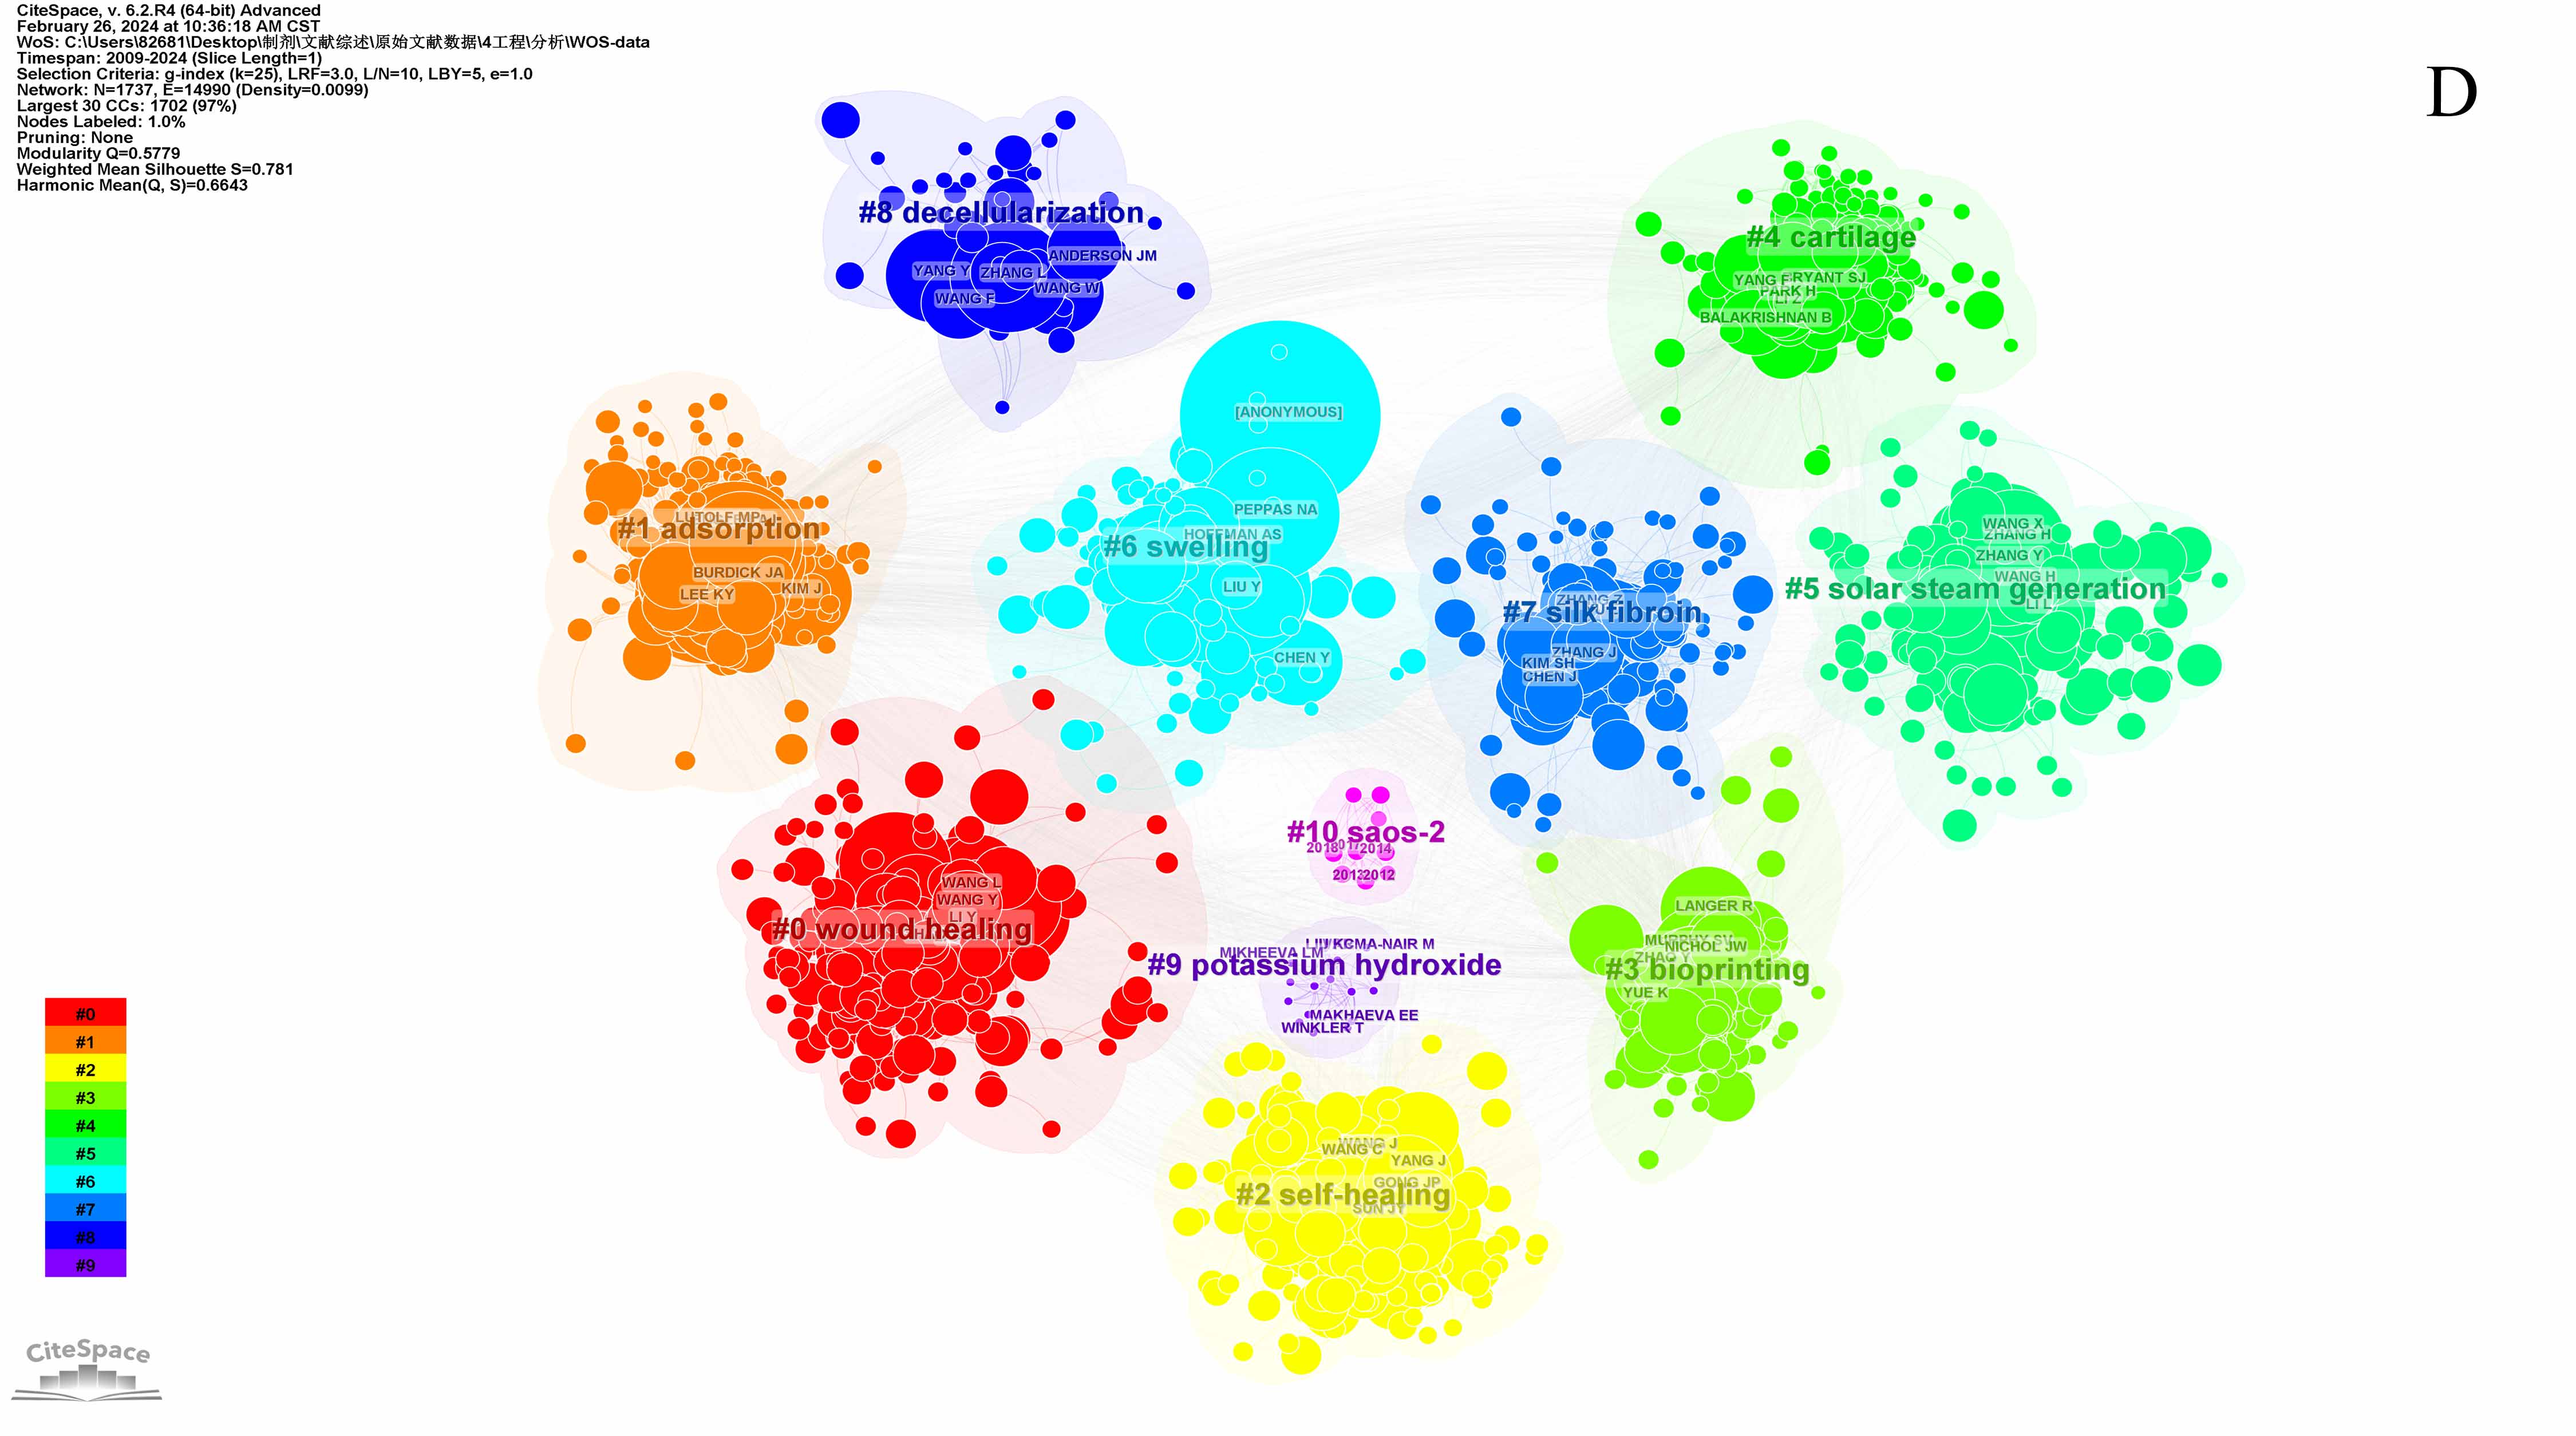 CiteSpace, v. 6.2.R4 (64-bit) Advanced
February 26, 2024 at 10:36:18 AM CST
WoS: C:\Users\82681\Desktop\制剂\文献综述\原始文献数据\4工程\分析\WOS-data
Timespan: 2009-2024 (Slice Length=1)
Selection Criteria: g-index (k=25), LRF=3.0, L/N=10, LBY=5, e=1.0
Network: N=1737, E=14990 (Density=0.0099)
Largest 30 CCs: 1702 (97%)
Nodes Labeled: 1.0%
Pruning: None
Modularity Q=0.5779
Weighted Mean Silhouette S=0.781
Harmonic Mean(Q, S)=0.6643
D
#8 decellularization
ANDERSON JM
YANG Y
ZHANG L
WANG W
WANG F
#4 cartilage
YANG F
BRYANT SJ
PARK H
LI Z
BALAKRISHNAN B
[ANONYMOUS]
PEPPAS NA
HOFFMAN AS
#6 swelling
LIU Y
CHEN Y
LUTOLF MP
#1 adsorption
BURDICK JA
KIM J
LEE KY
WANG X
ZHANG H
ZHANG Y
WANG H
#5 solar steam generation
LI L
ZHANG Z
#7 silk fibroin
ZHANG J
KIM SH
CHEN J
#10 saos-2
2018
2014
2013
2012
WANG L
WANG Y
LI Y
#0 wound healing
MIKHEEVA LM
#9 potassium hydroxide
MAKHAEVA EE
WINKLER T
LANGER R
MURPHY SV
NICHOL JW
ZHAO Y
#3 bioprinting
YUE K
WANG J
WANG C
YANG J
GONG JP
#2 self-healing
SUN JY
#0
#1
#2
#3
#4
#5
#6
#7
#8
#9
CiteSpace